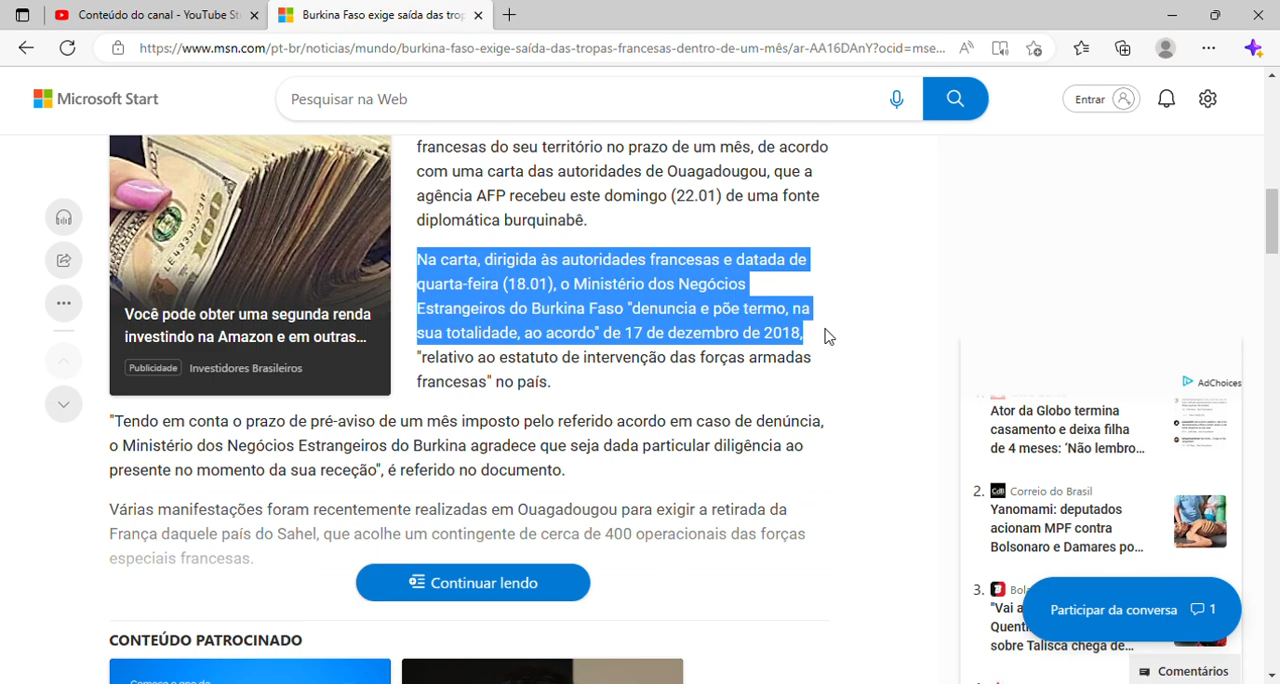 Conteúdo do canal - YouTube St
Burkina Faso exige saída das trop
https://www.msn.com/pt-br/noticias/mundo/burkina-faso-exige-saída-das-tropas-francesas-dentro-de-um-mês/ar-AA16DAnY?ocid=mse...
Microsoft Start
Pesquisar na Web
Entrar
francesas do seu território no prazo de um mês, de acordo
com uma carta das autoridades de Ouagadougou, que a
agência AFP recebeu este domingo (22.01) de uma fonte
diplomática burquinabê.
Na carta, dirigida às autoridades francesas e datada de
quarta-feira (18.01), o Ministério dos Negócios
Estrangeiros do Burkina Faso "denuncia e põe termo, na
sua totalidade, ao acordo" de 17 de dezembro de 2018,
"relativo ao estatuto de intervenção das forças armadas
francesas" no país.
Você pode obter uma segunda renda
investindo na Amazon e em outras...
Publicidade Investidores Brasileiros
"Tendo em conta o prazo de pré-aviso de um mês imposto pelo referido acordo em caso de denúncia,
o Ministério dos Negócios Estrangeiros do Burkina agradece que seja dada particular diligência ao
presente no momento da sua receção", é referido no documento.
Várias manifestações foram recentemente realizadas em Ouagadougou para exigir a retirada da
França daquele país do Sahel, que acolhe um contingente de cerca de 400 operacionais das forças
especiais francesas.
Continuar lendo
CONTEÚDO PATROCINADO
AdChoices
Ator da Globo termina
casamento e deixa filha
de 4 meses: 'Não lembro...
2. CdB Correio do Brasil
Yanomami: deputados
acionam MPF contra
Bolsonaro e Damares po...
3. Bola
"Vai a
Quenti
sobre Talisca chega de...
Participar da conversa 1
Comentários